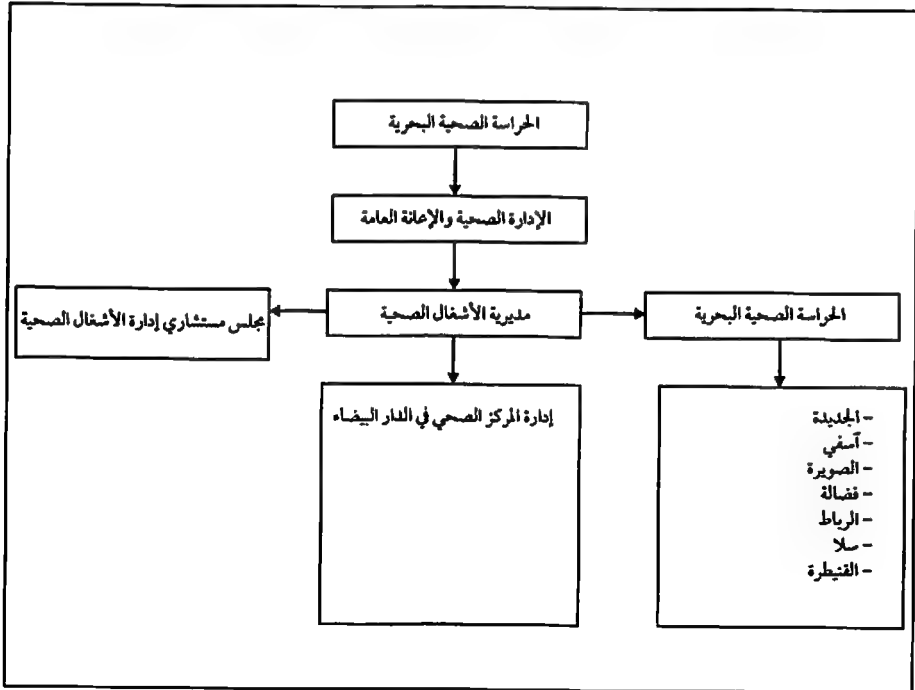 الحراسة الصحية البحرية
الإدارة الصحية والإعانة العامة
الحراسة الصحية البحرية
مديرية الأشغال الصحية
مجلس مستشاري إدارة الأشغال الصحية
- الجديدة
- آسفي
- الصويرة
- فضالة
- الرباط
- سلا
- القنيطرة
إدارة المركز الصحي في الدار البيضاء